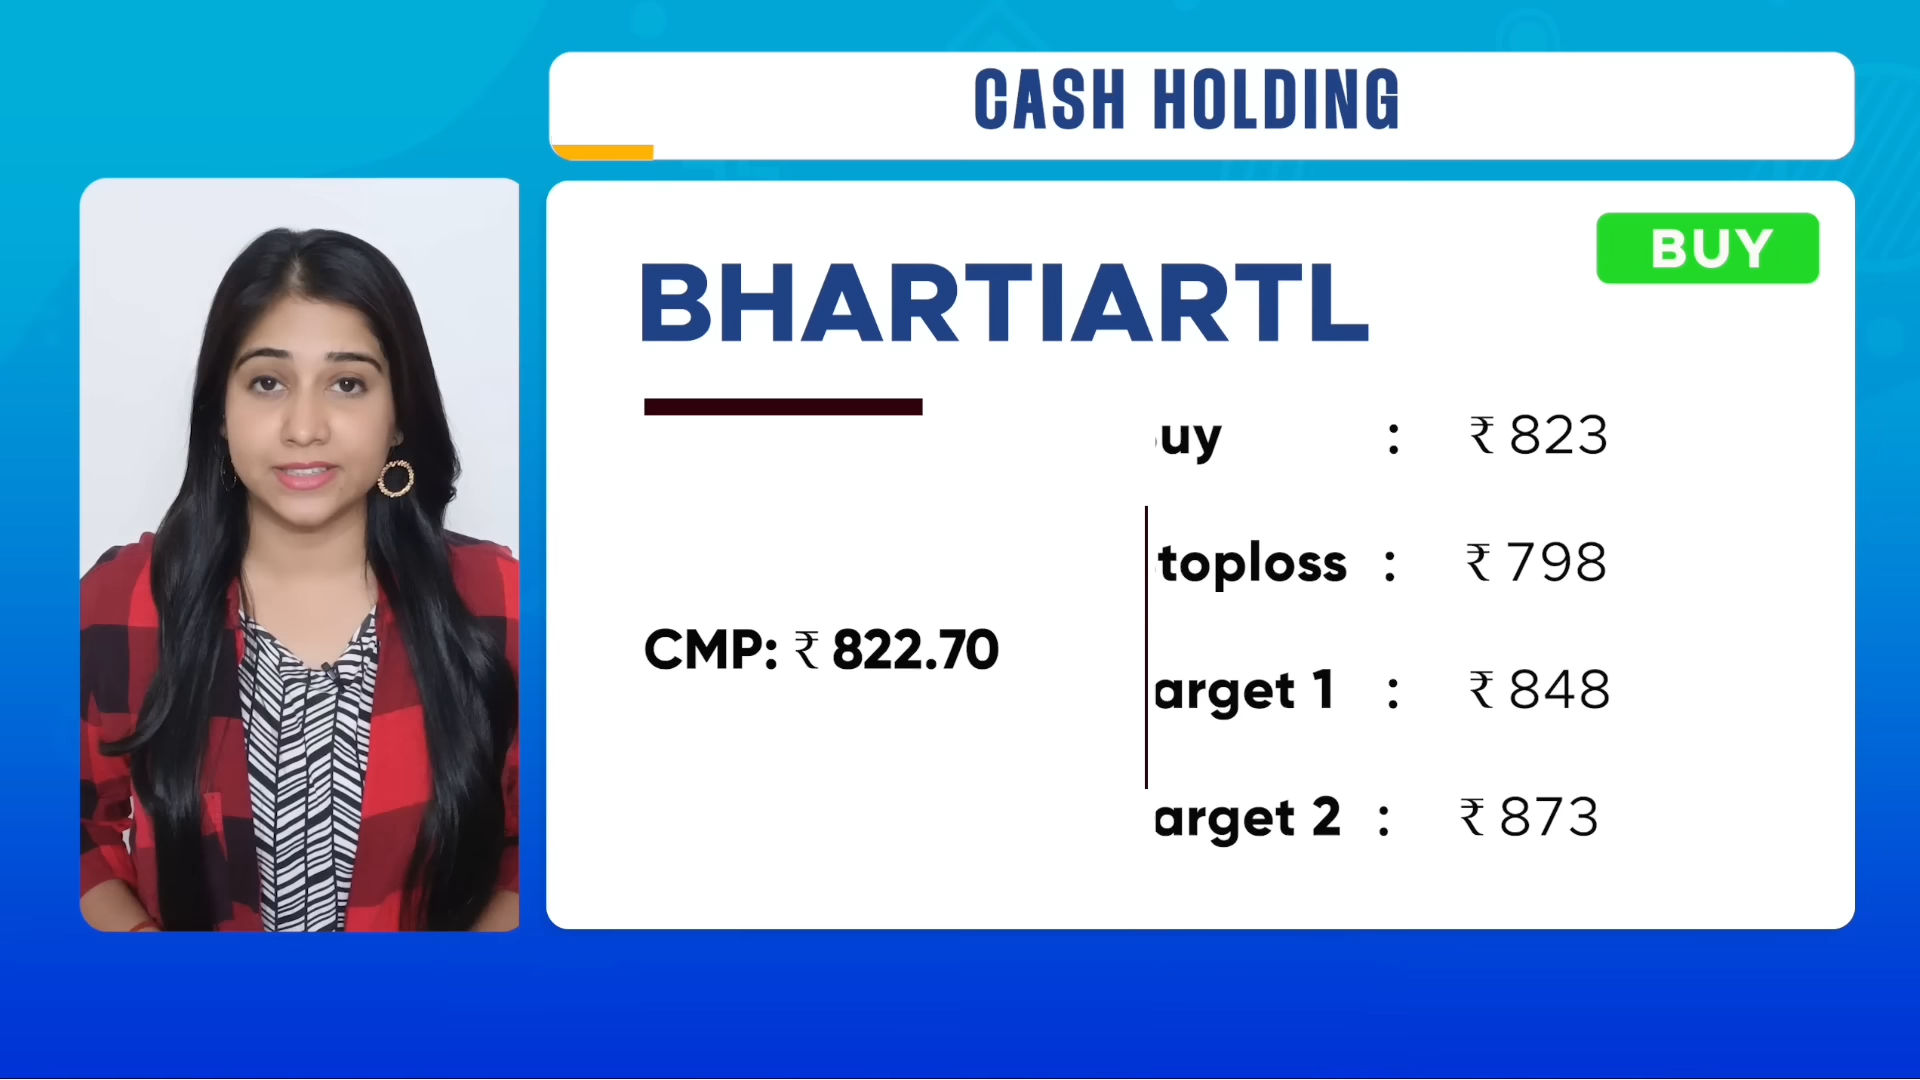 CASH HOLDING
BUY
BHARTIARTL
CMP: ₹ 822.70
uy : ₹ 823
toploss : ₹ 798
arget 1 : ₹ 848
arget 2 : ₹ 873